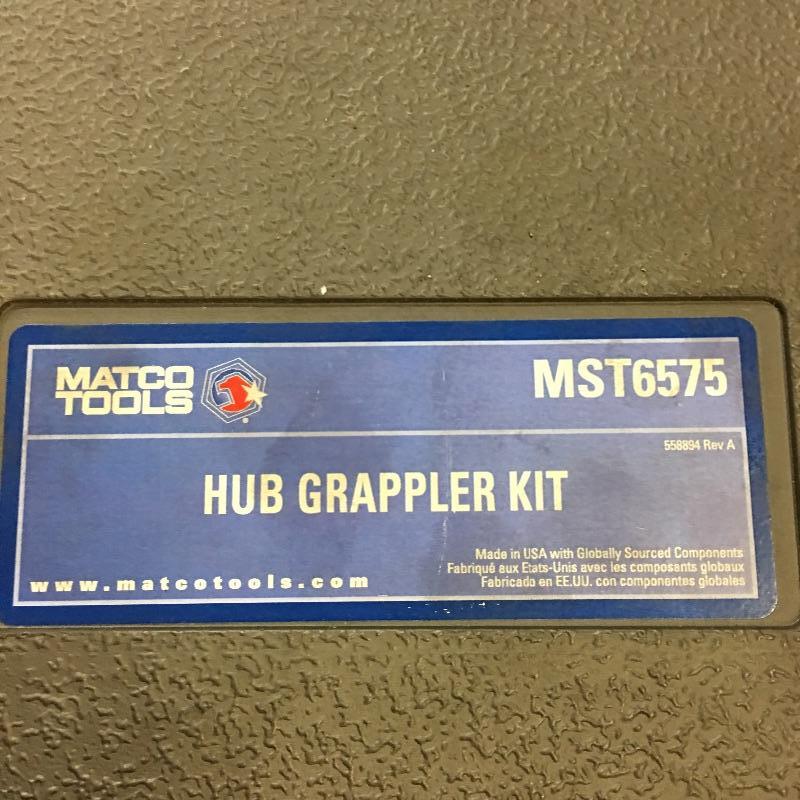 MATCO
TOOLS
MST6575
558894 Rev A
HUB GRAPPLER KIT
Made in USA with Globally Sourced Components
Fabriqué aux Etats-Unis avec les composants globaux
Fabricado en EE.UU. con componentes globales
www.matcotools.com